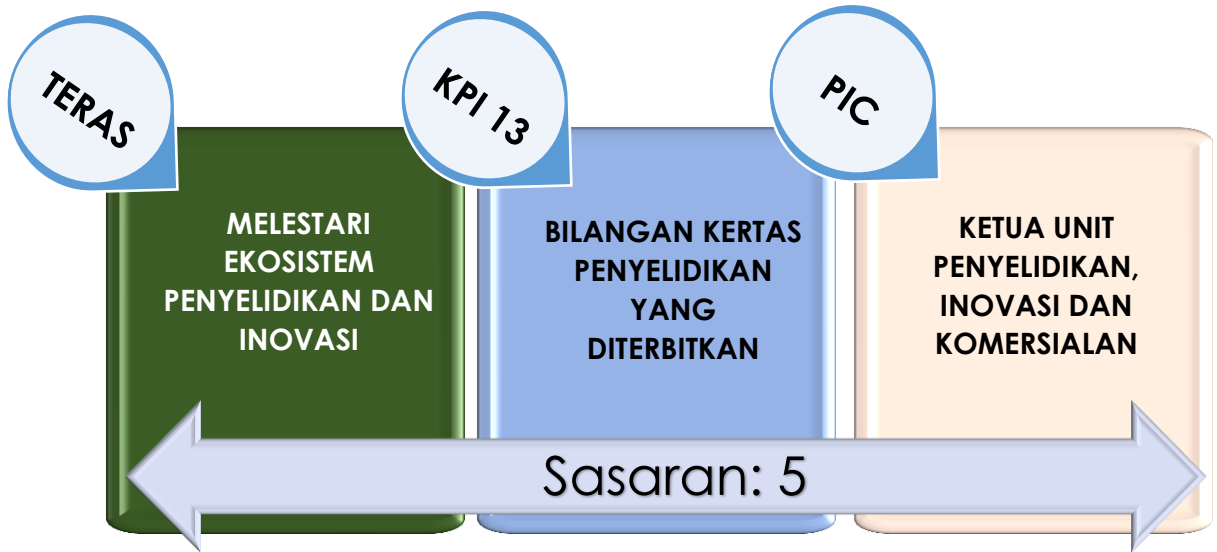 TERAS
MELESTARI
EKOSISTEM
PENYELIDIKAN DAN
INOVASI
KPI 13
BILANGAN KERTAS
PENYELIDIKAN
YANG
DITERBITKAN
PIC
KETUA UNIT
PENYELIDIKAN,
INOVASI DAN
KOMERSIALAN
Sasaran: 5